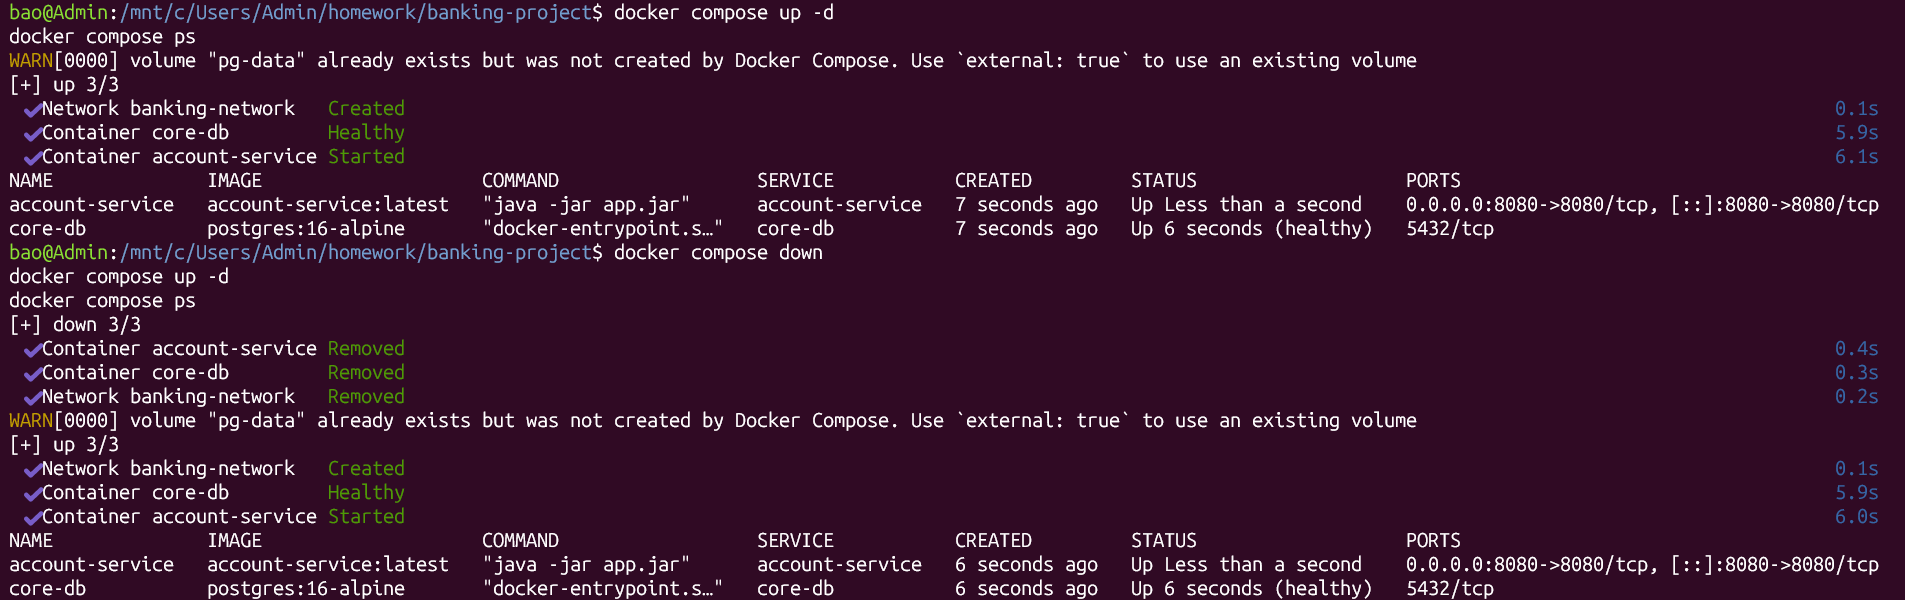 bao@Admin:/mnt/c/Users/Admin/homework/banking-project$ docker compose up -d
docker compose ps
WARN[0000] volume "pg-data" already exists but was not created by Docker Compose. Use `external: true` to use an existing volume
[+] up 3/3
✔Network banking-network   Created 0.1s
✔Container core-db         Healthy 5.9s
✔Container account-service Started 6.1s
NAME              IMAGE                    COMMAND                  SERVICE           CREATED         STATUS                   PORTS
account-service   account-service:latest   "java -jar app.jar"      account-service   7 seconds ago   Up Less than a second    0.0.0.0:8080->8080/tcp, [::]:8080->8080/tcp
core-db           postgres:16-alpine       "docker-entrypoint.s…"   core-db           7 seconds ago   Up 6 seconds (healthy)   5432/tcp
bao@Admin:/mnt/c/Users/Admin/homework/banking-project$ docker compose down
docker compose up -d
docker compose ps
[+] down 3/3
✔Container account-service Removed 0.4s
✔Container core-db         Removed 0.3s
✔Network banking-network   Removed 0.2s
WARN[0000] volume "pg-data" already exists but was not created by Docker Compose. Use `external: true` to use an existing volume
[+] up 3/3
✔Network banking-network   Created 0.1s
✔Container core-db         Healthy 5.9s
✔Container account-service Started 6.0s
NAME              IMAGE                    COMMAND                  SERVICE           CREATED         STATUS                   PORTS
account-service   account-service:latest   "java -jar app.jar"      account-service   6 seconds ago   Up Less than a second    0.0.0.0:8080->8080/tcp, [::]:8080->8080/tcp
core-db           postgres:16-alpine       "docker-entrypoint.s…"   core-db           6 seconds ago   Up 6 seconds (healthy)   5432/tcp